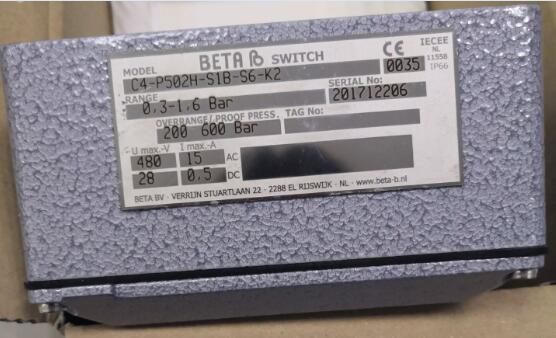 BETA B SWITCH CE IECEE
MODEL NL
C4-P502H-S1B-S6-K2 0035 11558
RANGE SERIAL No: IP66
0,3-1,6 Bar 201712206
OVERRANGE/PROOF PRESS. TAG No:
200 600 Bar
U max.-V I max.-A
480 15 AC
28 0,5 DC
BETA BV · VERRIJN STUARTLAAN 22 - 2288 EL RIJSWIJK - NL · www.beta-b.nl